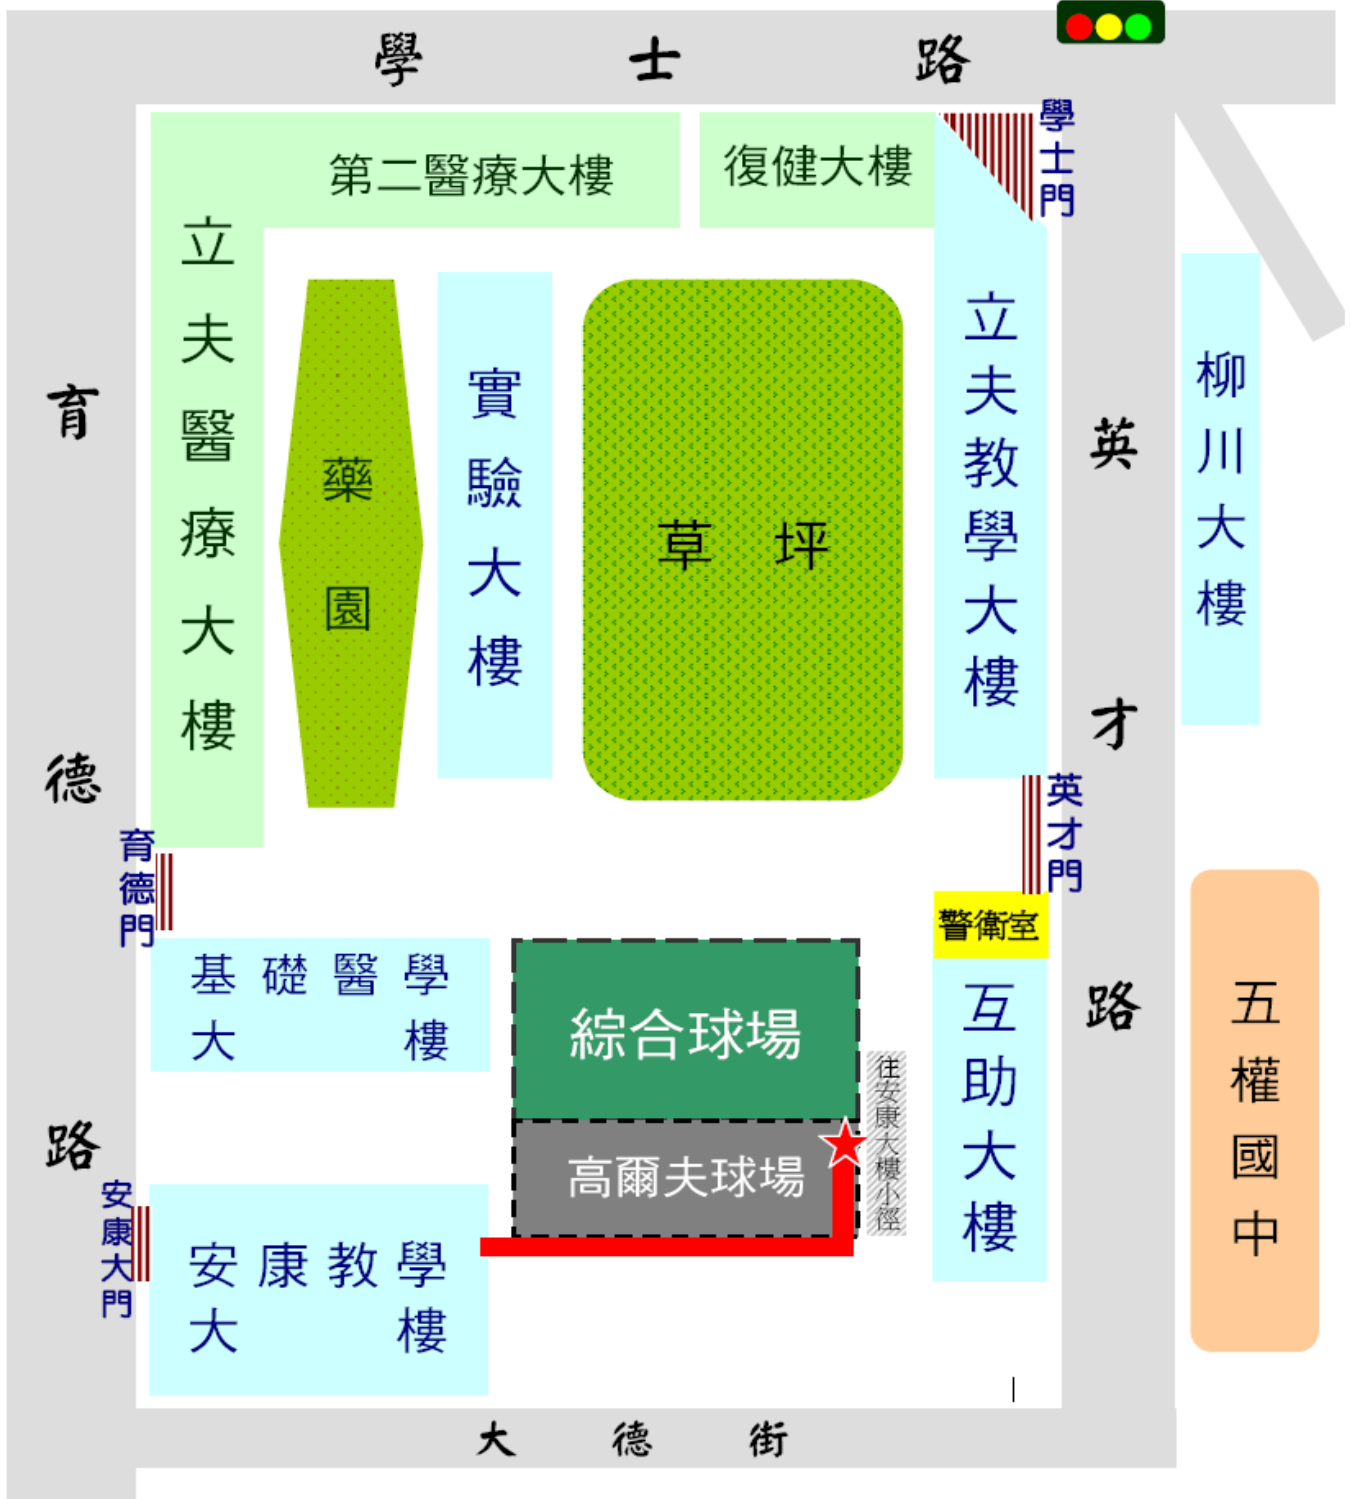 學士路
學士門
第二醫療大樓
復健大樓
立夫醫療大樓
藥園
實驗大樓
草坪
立夫教學大樓
柳川大樓
育德路
英才路
英才門
育德門
警衛室
基礎醫學
大樓
綜合球場
互助大樓
五權國中
往安康大樓小徑
高爾夫球場
安康大門
安康教學
大樓
大德街